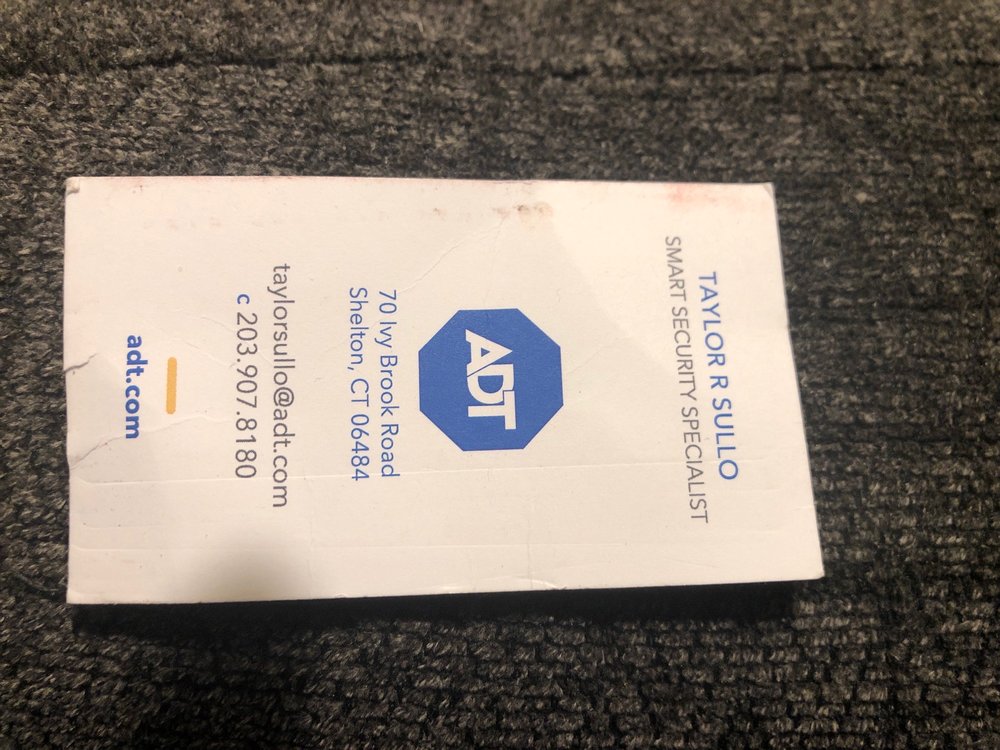 TAYLOR R SULLO
SMART SECURITY SPECIALIST
ADT
70 Ivy Brook Road
Shelton, CT 06484
taylorsullo@adt.com
c 203.907.8180
adt.com